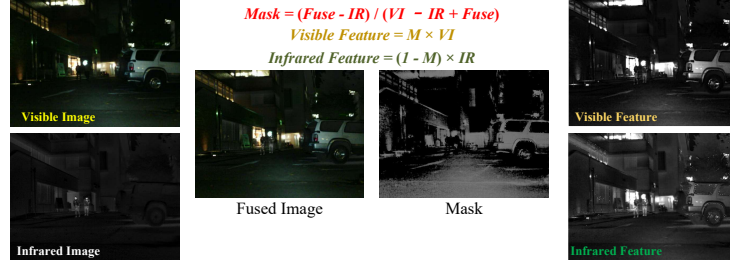 Mask = (Fuse - IR) / (VI － IR + Fuse)
Visible Feature = M × VI
Infrared Feature = (1 - M) × IR
Visible Image
Infrared Image
Fused Image
Mask
Visible Feature
Infrared Feature